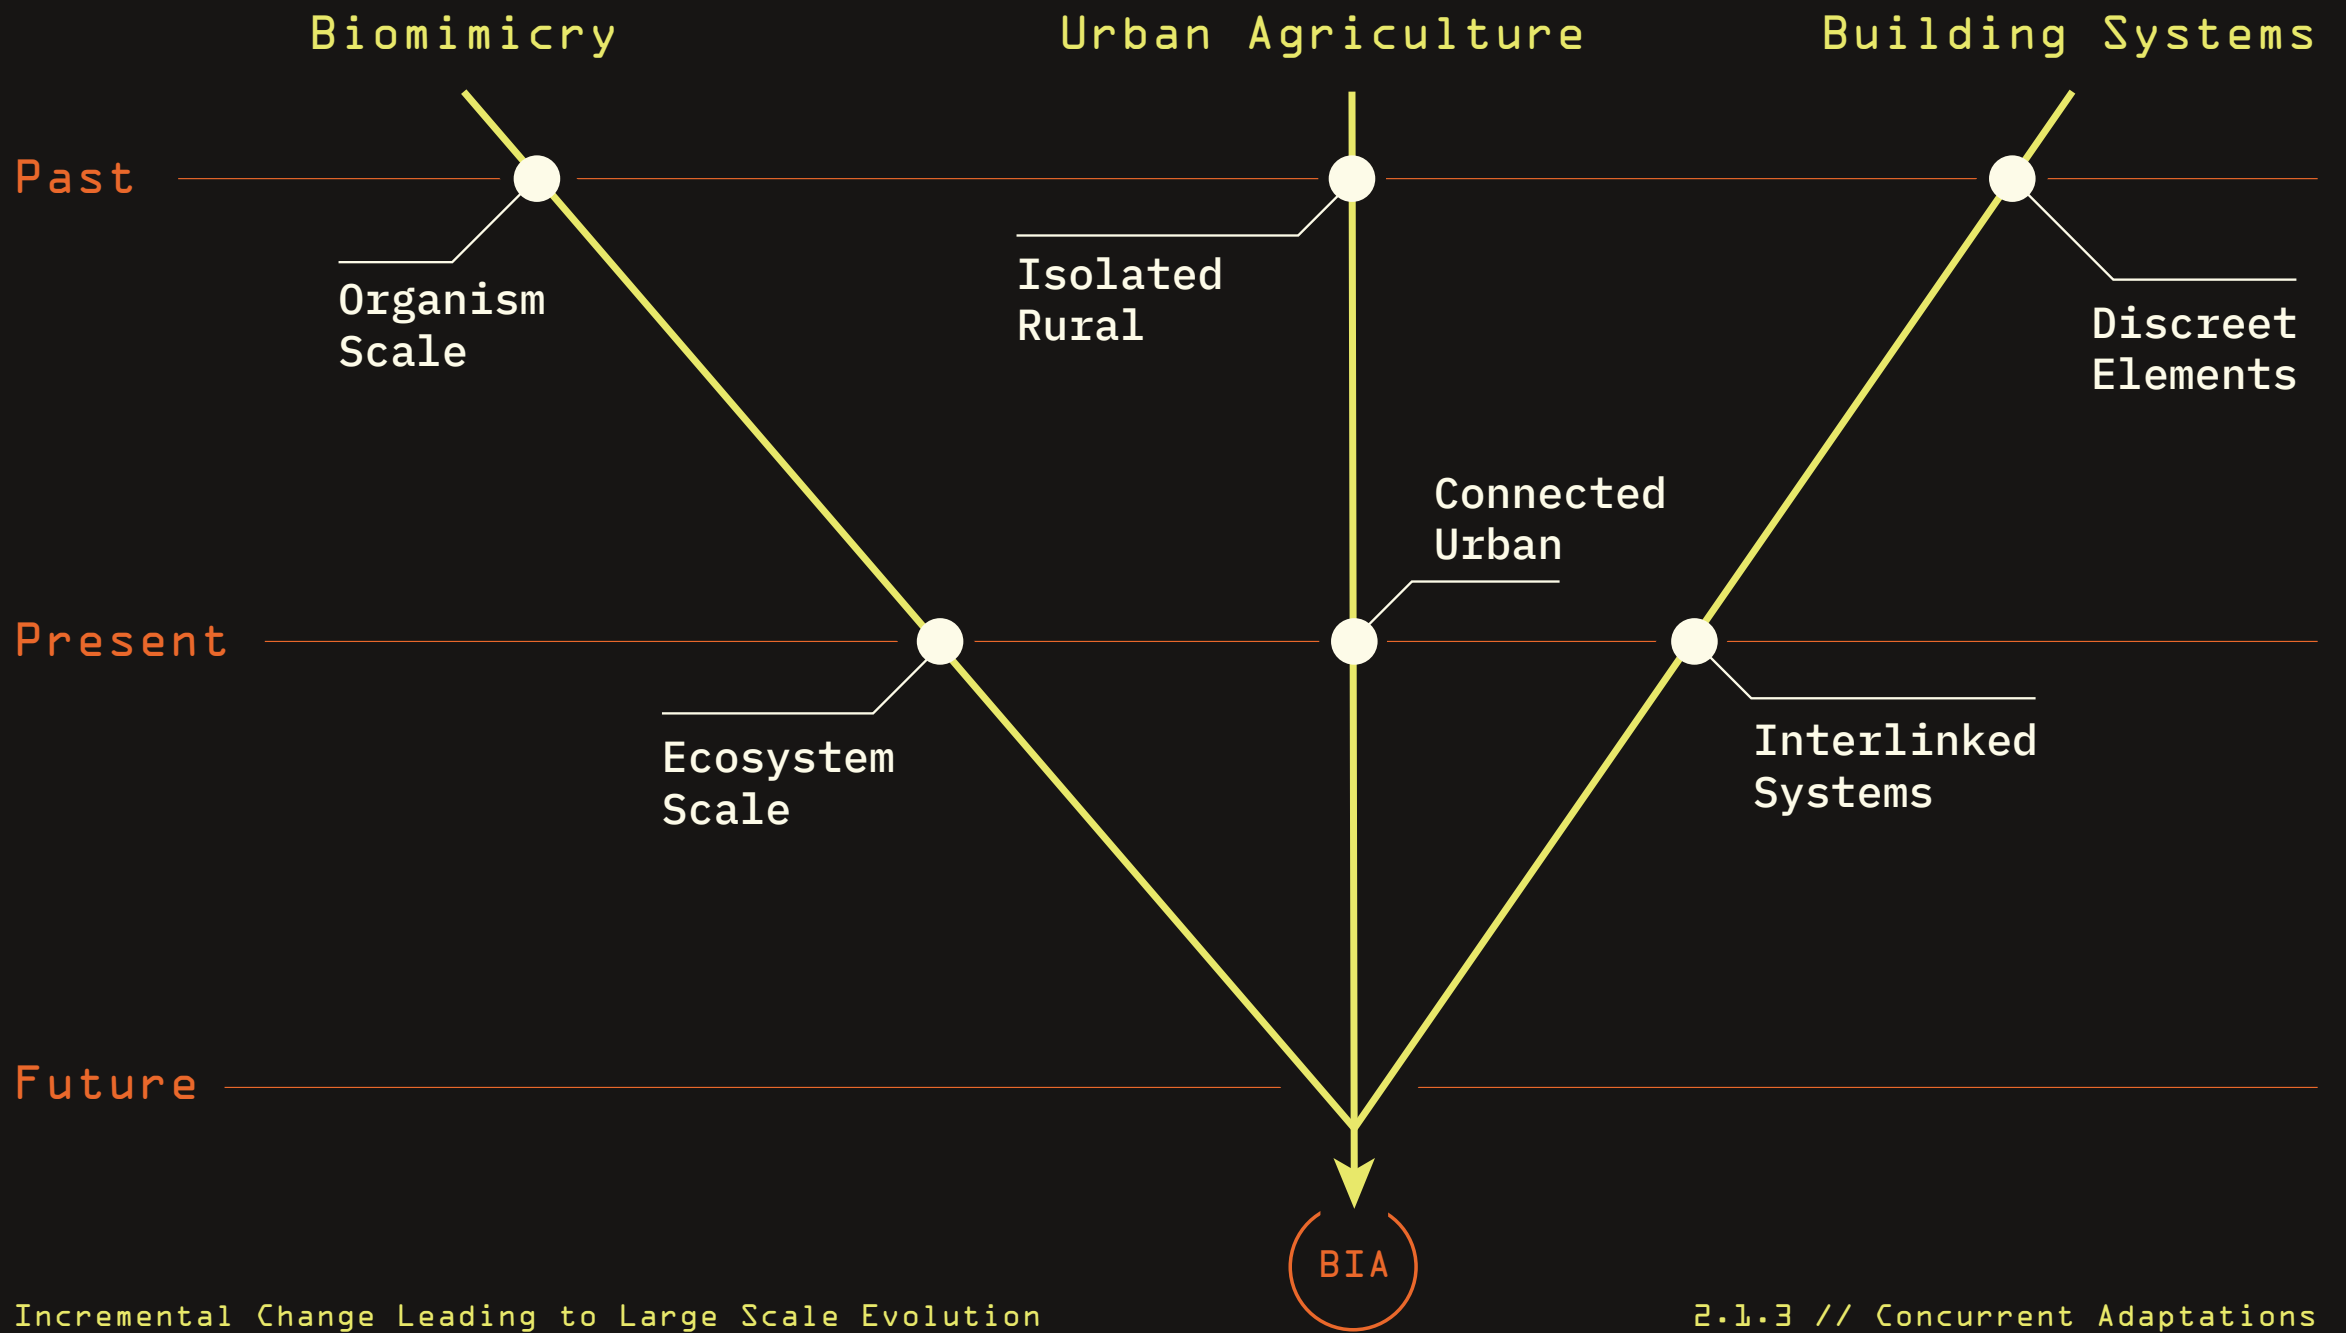 Biomimicry
Urban Agriculture
Building Systems
Past
Organism
Scale
Isolated
Rural
Discreet
Elements
Connected
Urban
Present
Ecosystem
Scale
Interlinked
Systems
Future
BIA
Incremental Change Leading to Large Scale Evolution
2.1.3 // Concurrent Adaptations